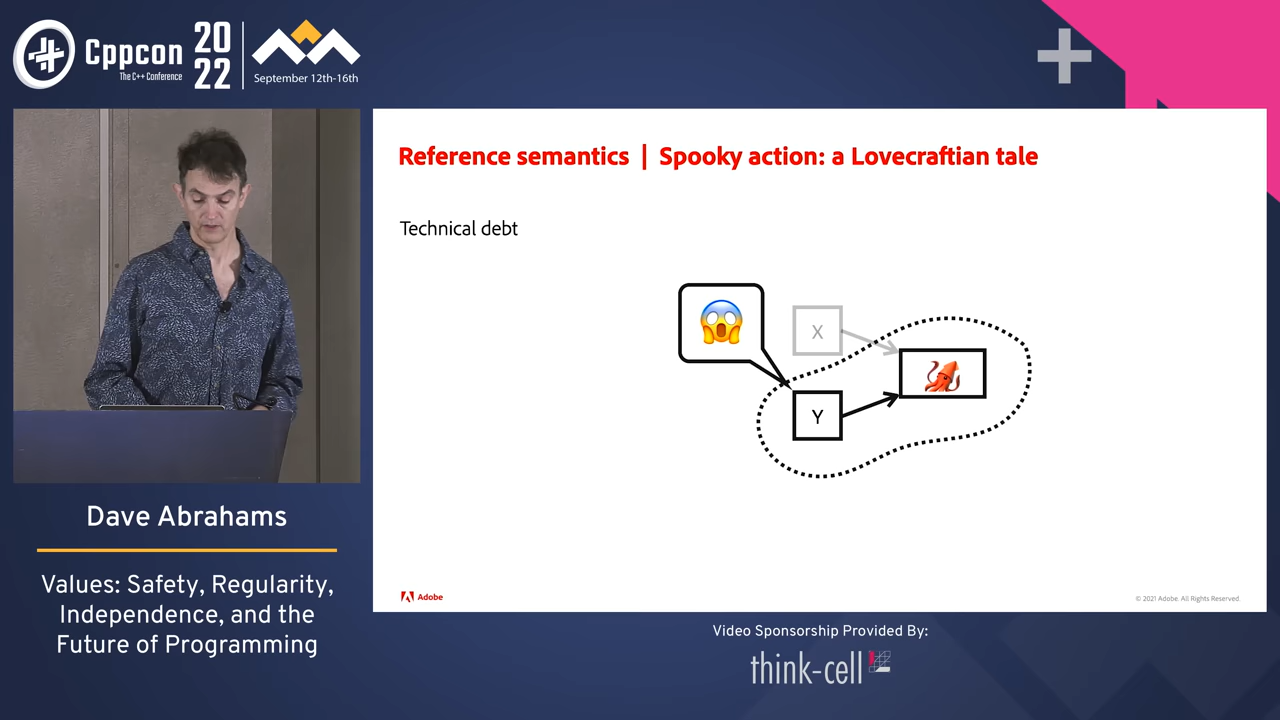 Cppcon
The C++ Conference
20
22
September 12th-16th
Reference semantics | Spooky action: a Lovecraftian tale
Technical debt
X
Y
Adobe
© 2021 Adobe. All Rights Reserved.
Dave Abrahams
Values: Safety, Regularity,
Independence, and the
Future of Programming
Video Sponsorship Provided By:
think-cell